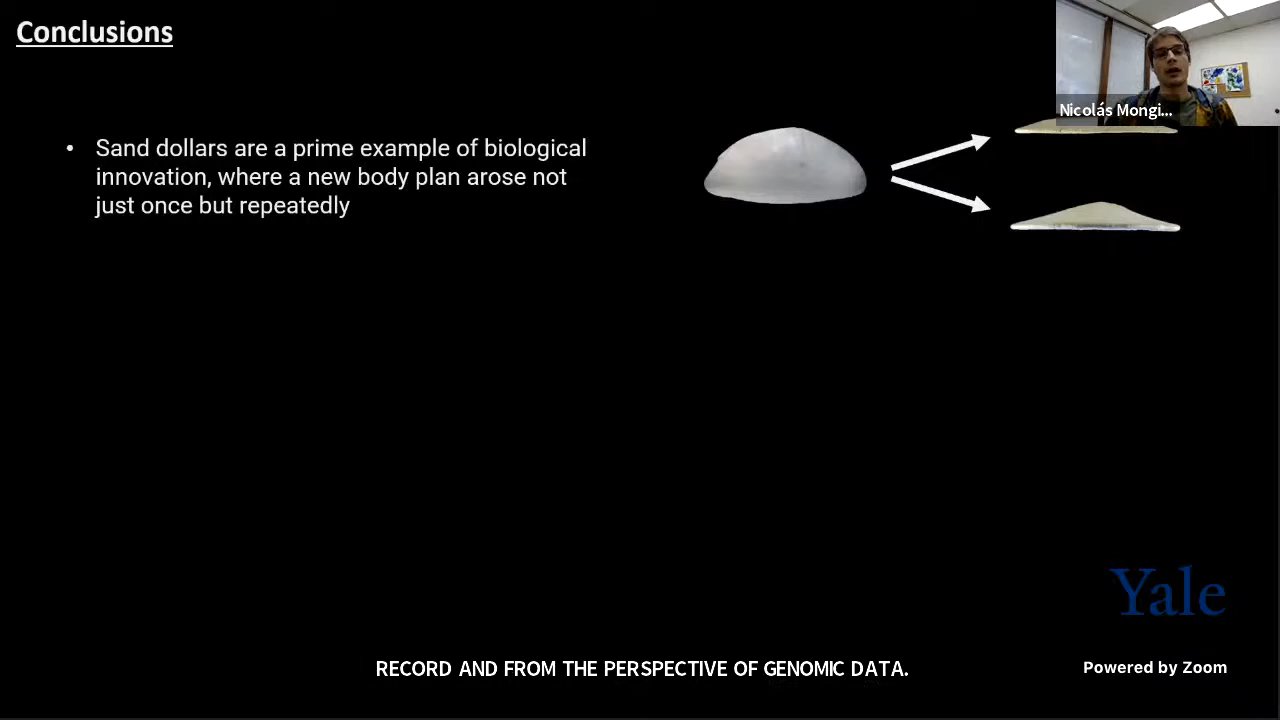 Conclusions
Nicolás Mongi...
• Sand dollars are a prime example of biological
innovation, where a new body plan arose not
just once but repeatedly
Yale
RECORD AND FROM THE PERSPECTIVE OF GENOMIC DATA.
Powered by Zoom